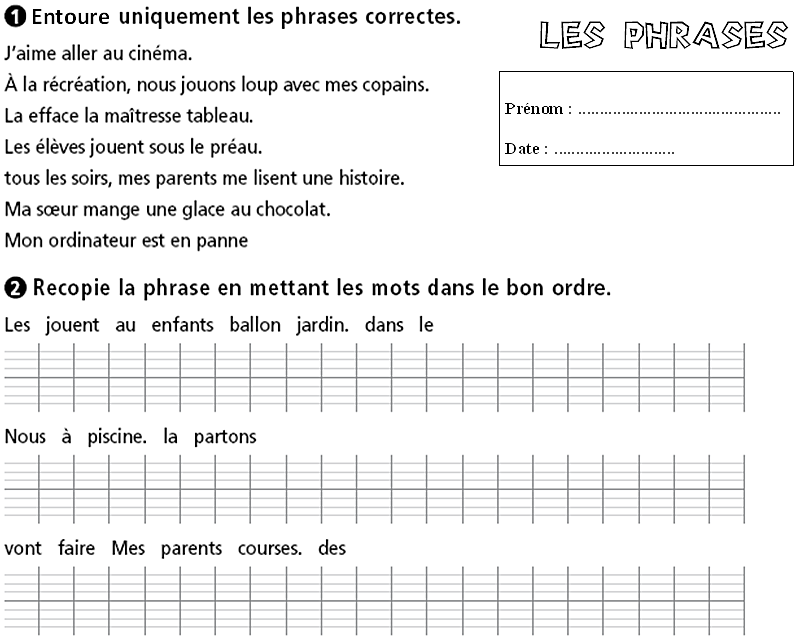 ❶ Entoure uniquement les phrases correctes.
LES PHRASES
J'aime aller au cinéma.
À la récréation, nous jouons loup avec mes copains.
La efface la maîtresse tableau.
Les élèves jouent sous le préau.
tous les soirs, mes parents me lisent une histoire.
Ma sœur mange une glace au chocolat.
Mon ordinateur est en panne
Prénom : ...............................................
Date : ............................
❷ Recopie la phrase en mettant les mots dans le bon ordre.
Les jouent au enfants ballon jardin. dans le
Nous à piscine. la partons
vont faire Mes parents courses. des